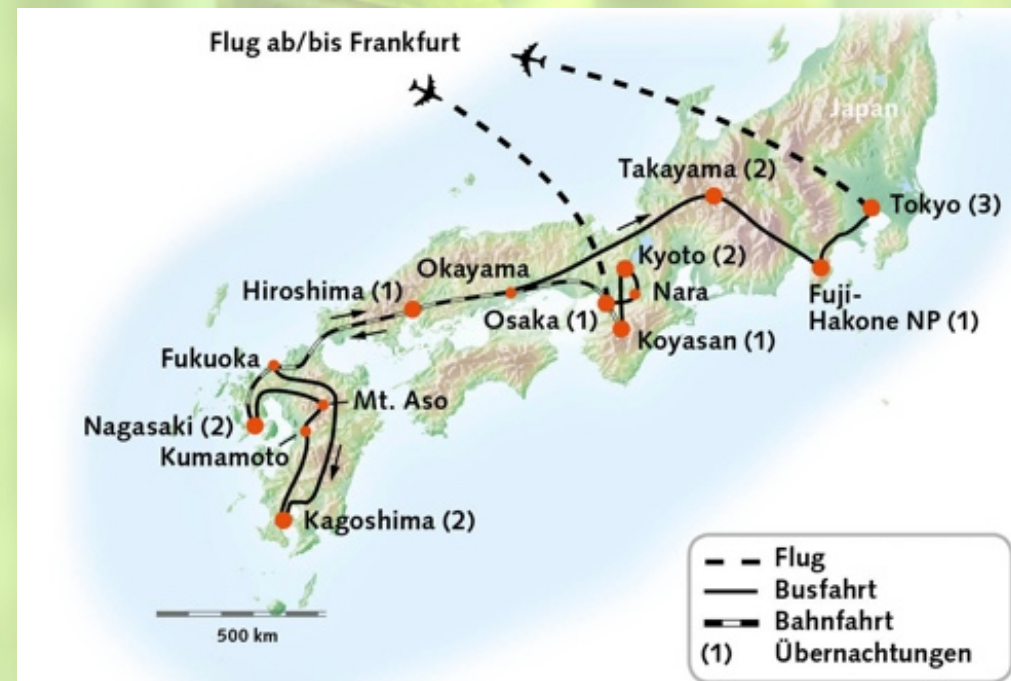 Flug ab/bis Frankfurt
Japan
Takayama (2)
Tokyo (3)
Kyoto (2)
Okayama
Hiroshima (1)
Nara
Fuji-
Hakone NP (1)
Osaka (1)
Koyasan (1)
Fukuoka
Mt. Aso
Nagasaki (2)
Kumamoto
Kagoshima (2)
500 km
Flug
Busfahrt
Bahnfahrt
(1) Übernachtungen